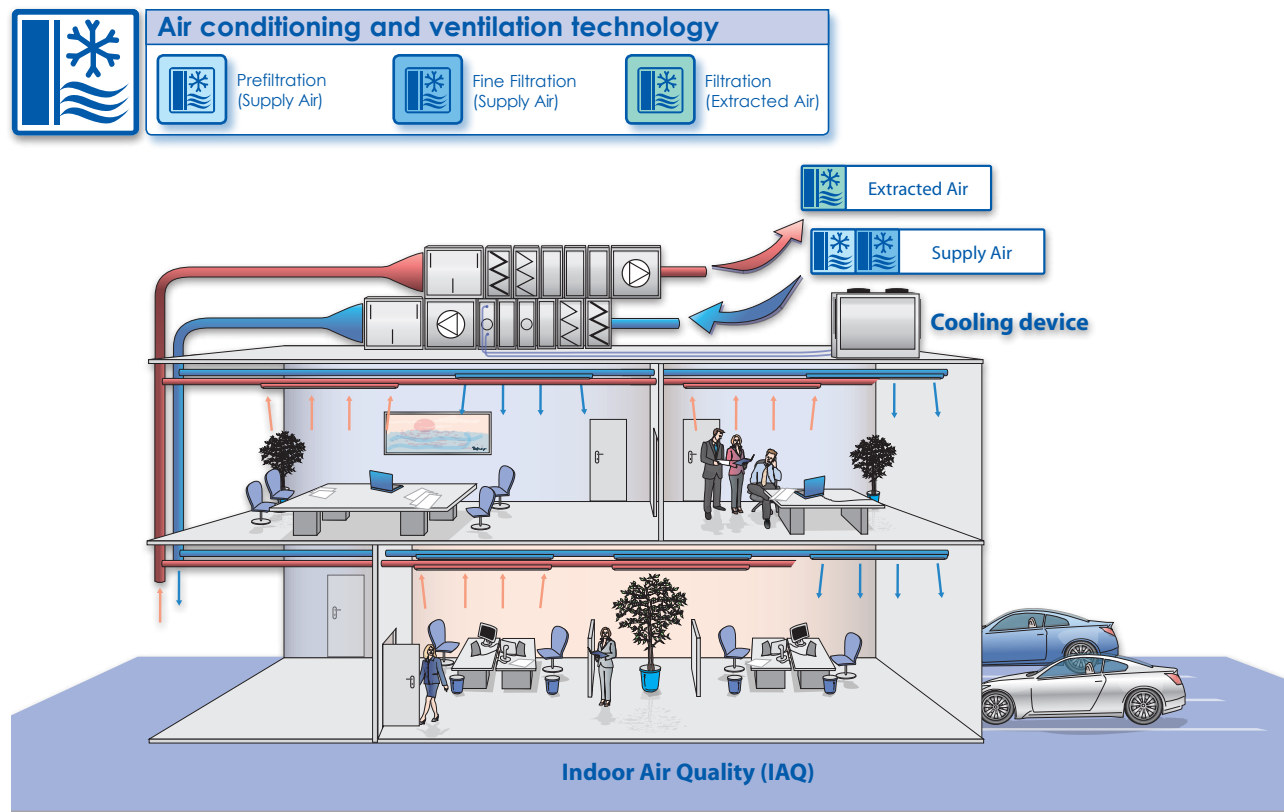 Air conditioning and ventilation technology
Prefiltration
(Supply Air)
Fine Filtration
(Supply Air)
Filtration
(Extracted Air)
Extracted Air
Supply Air
Cooling device
Indoor Air Quality (IAQ)